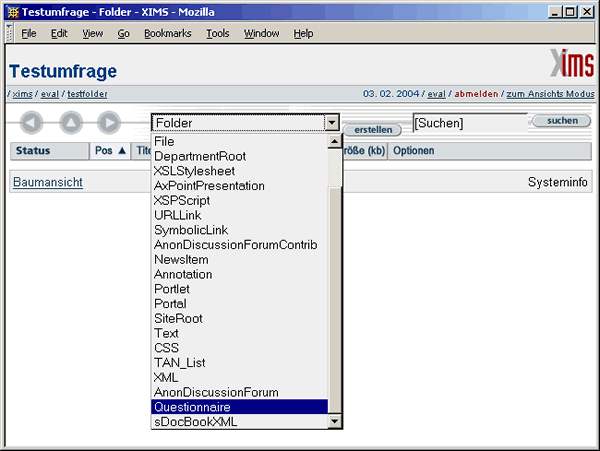 Testumfrage - Folder - XIMS - Mozilla
File Edit View Go Bookmarks Tools Window Help
Testumfrage
Xims
/ xims / eval / testfolder 03. 02. 2004 / eval / abmelden / zum Ansichts Modus
Folder erstellen [Suchen] suchen
Status Pos Tite röße (kb) Optionen
Baumansicht Systeminfo
File
DepartmentRoot
XSLStylesheet
AxPointPresentation
XSPScript
URLLink
SymbolicLink
AnonDiscussionForumContrib
NewsItem
Annotation
Portlet
Portal
SiteRoot
Text
CSS
TAN_List
XML
AnonDiscussionForum
Questionnaire
sDocBookXML